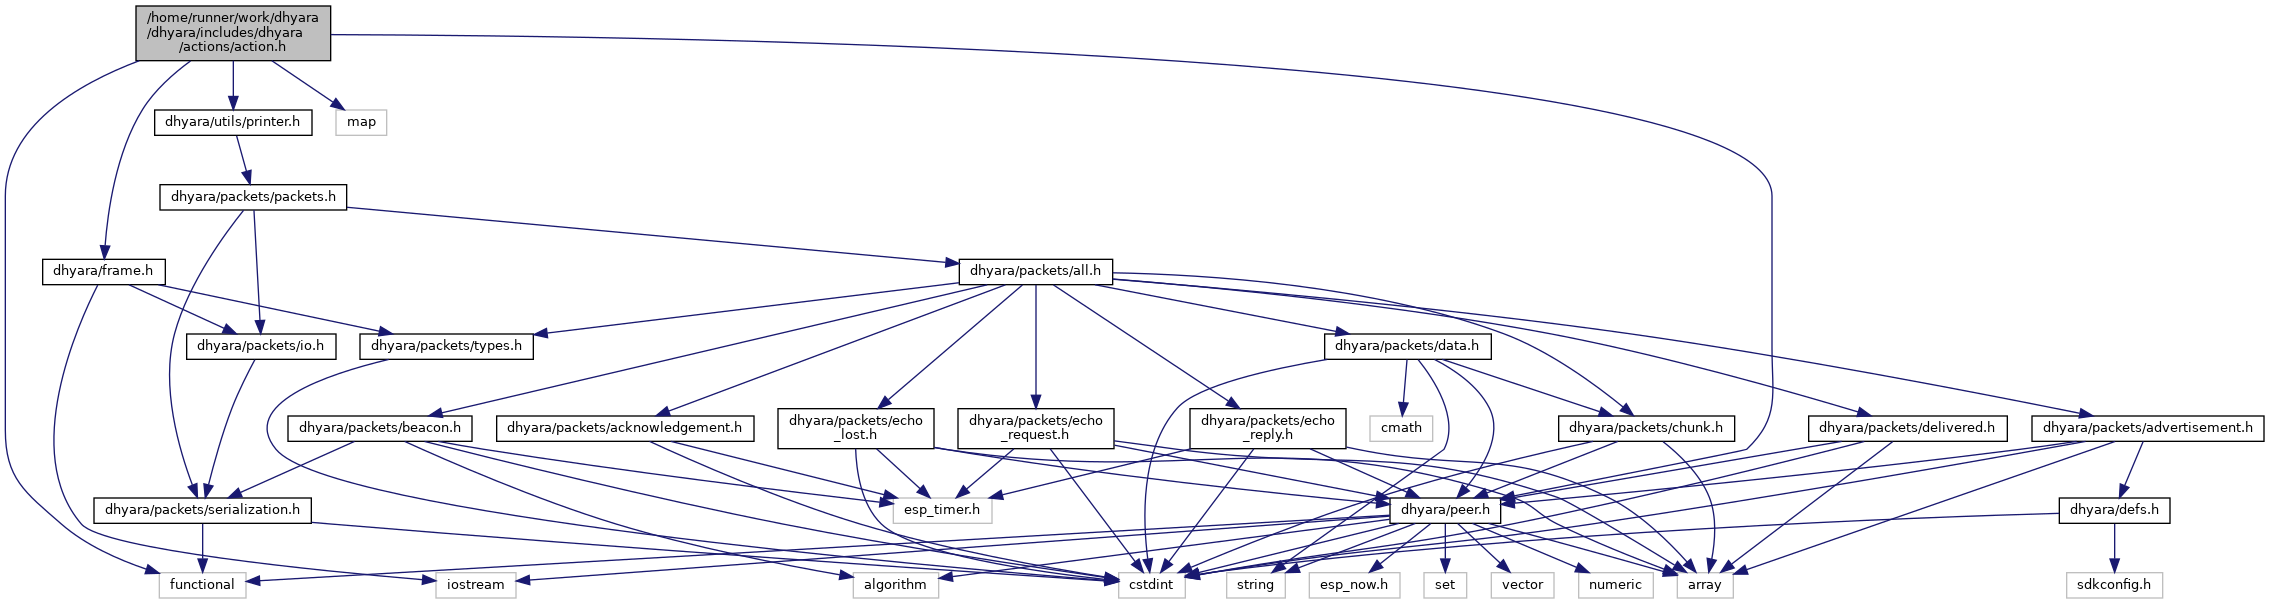 /home/runner/work/dhyara
/dhyara/includes/dhyara
/actions/action.h
dhyara/utils/printer.h
map
dhyara/packets/packets.h
dhyara/frame.h
dhyara/packets/all.h
dhyara/packets/io.h
dhyara/packets/types.h
dhyara/packets/data.h
dhyara/packets/beacon.h
dhyara/packets/acknowledgement.h
dhyara/packets/echo
_lost.h
dhyara/packets/echo
_request.h
dhyara/packets/echo
_reply.h
cmath
dhyara/packets/chunk.h
dhyara/packets/delivered.h
dhyara/packets/advertisement.h
dhyara/packets/serialization.h
esp_timer.h
dhyara/peer.h
dhyara/defs.h
functional
iostream
algorithm
cstdint
string
esp_now.h
set
vector
numeric
array
sdkconfig.h